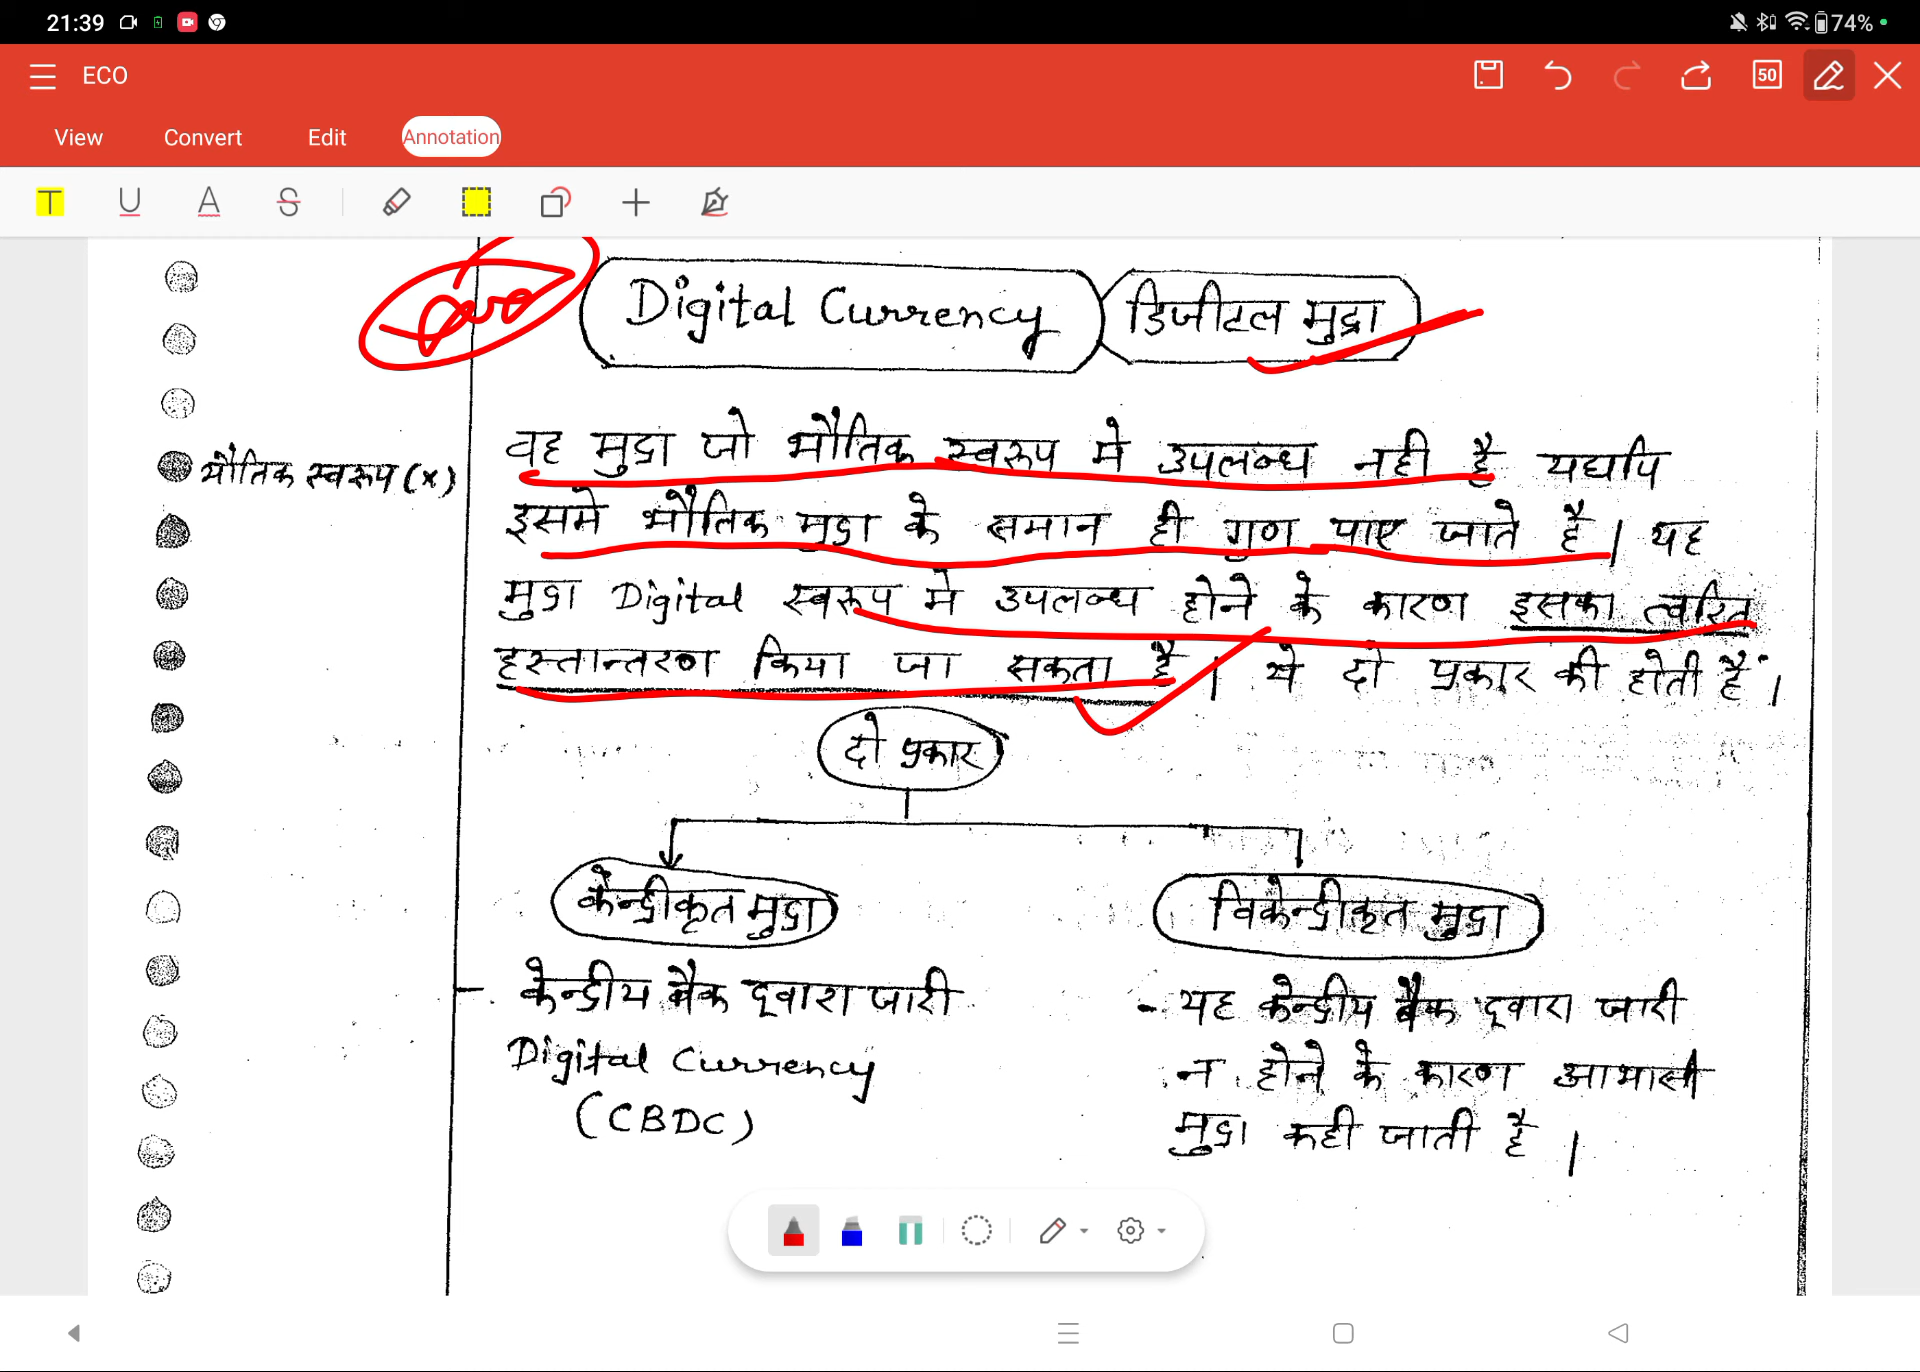 21:39
74%
ECO
50
View Convert Edit Annotation
T U A S
Digital Currency डिजीटल मुद्रा
भौतिक स्वरूप (x)
वह मुद्रा जो भौतिक स्वरूप मे उपलब्ध नही है यद्यपि
इसमे भौतिक मुद्रा के समान ही गुण पाए जाते है। यह
मुद्रा Digital स्वरूप मे उपलब्ध होने के कारण इसका त्वरित
हस्तान्तरण किया जा सकता है। ये दो प्रकार की होती हैं।
दो प्रकार
केन्द्रीकृत मुद्रा विकेन्द्रीकृत मुद्रा
- केन्द्रीय बैंक द्वारा जारी
Digital Currency
(CBDC)
- यह केन्द्रीय बैंक द्वारा जारी
न होने के कारण आभासी
मुद्रा कही जाती है।